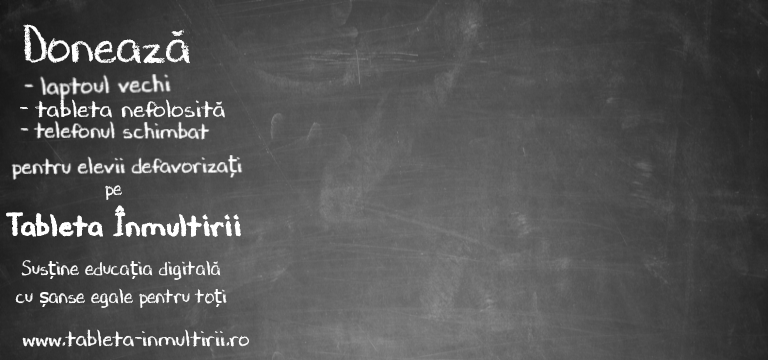 Donează
- laptoul vechi
- tableta nefolosită
- telefonul schimbat
pentru elevii defavorizați
pe
Tableta Înmultirii
Susține educația digitală
cu șanse egale pentru toți
www.tableta-inmultirii.ro